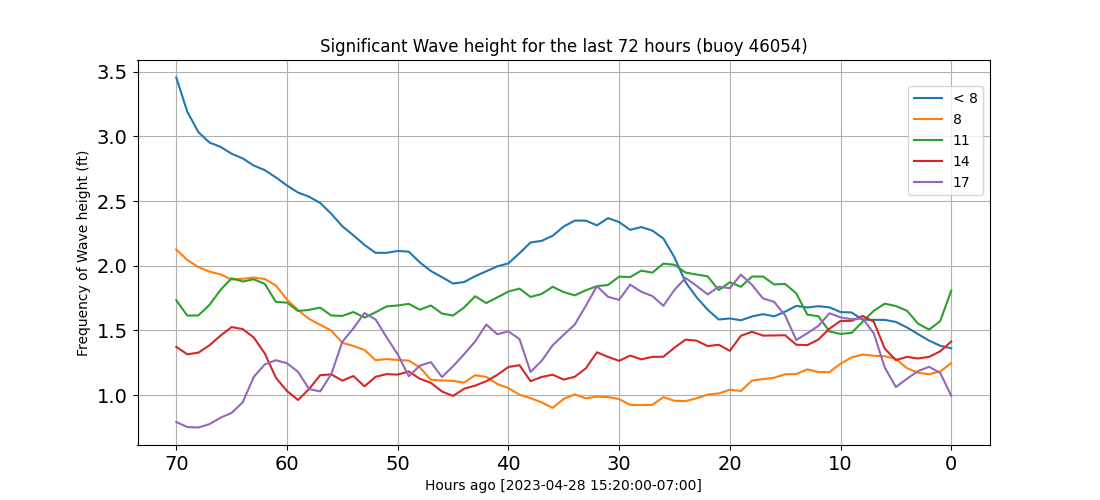 Significant Wave height for the last 72 hours (buoy 46054)
Frequency of Wave height (ft)
3.5
3.0
2.5
2.0
1.5
1.0
< 8
8
11
14
17
70 60 50 40 30 20 10 0
Hours ago [2023-04-28 15:20:00-07:00]